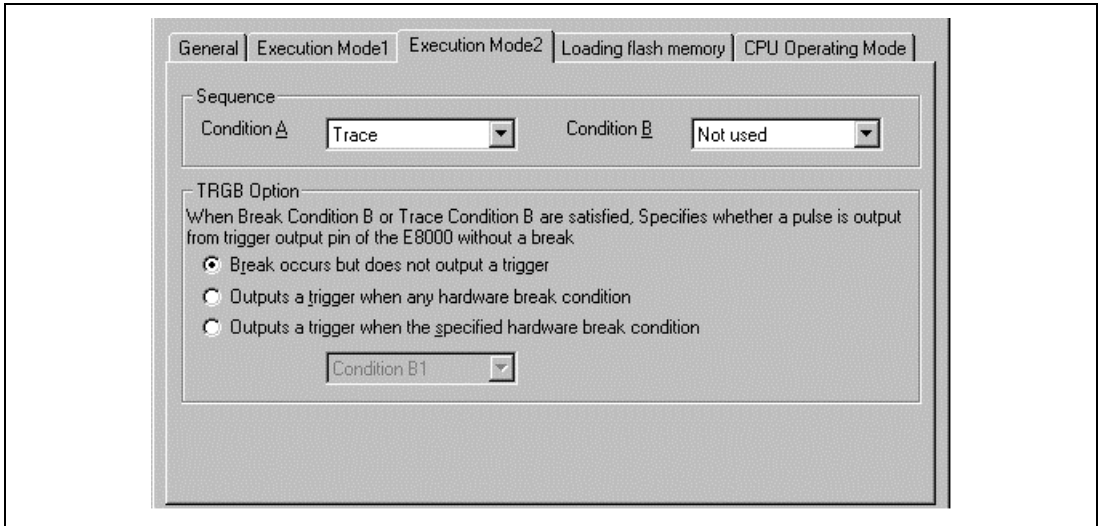 General Execution Mode1 Execution Mode2 Loading flash memory CPU Operating Mode
Sequence
Condition A Trace Condition B Not used
TRGB Option
When Break Condition B or Trace Condition B are satisfied, Specifies whether a pulse is output
from trigger output pin of the E8000 without a break
Break occurs but does not output a trigger
Outputs a trigger when any hardware break condition
Outputs a trigger when the specified hardware break condition
Condition B1